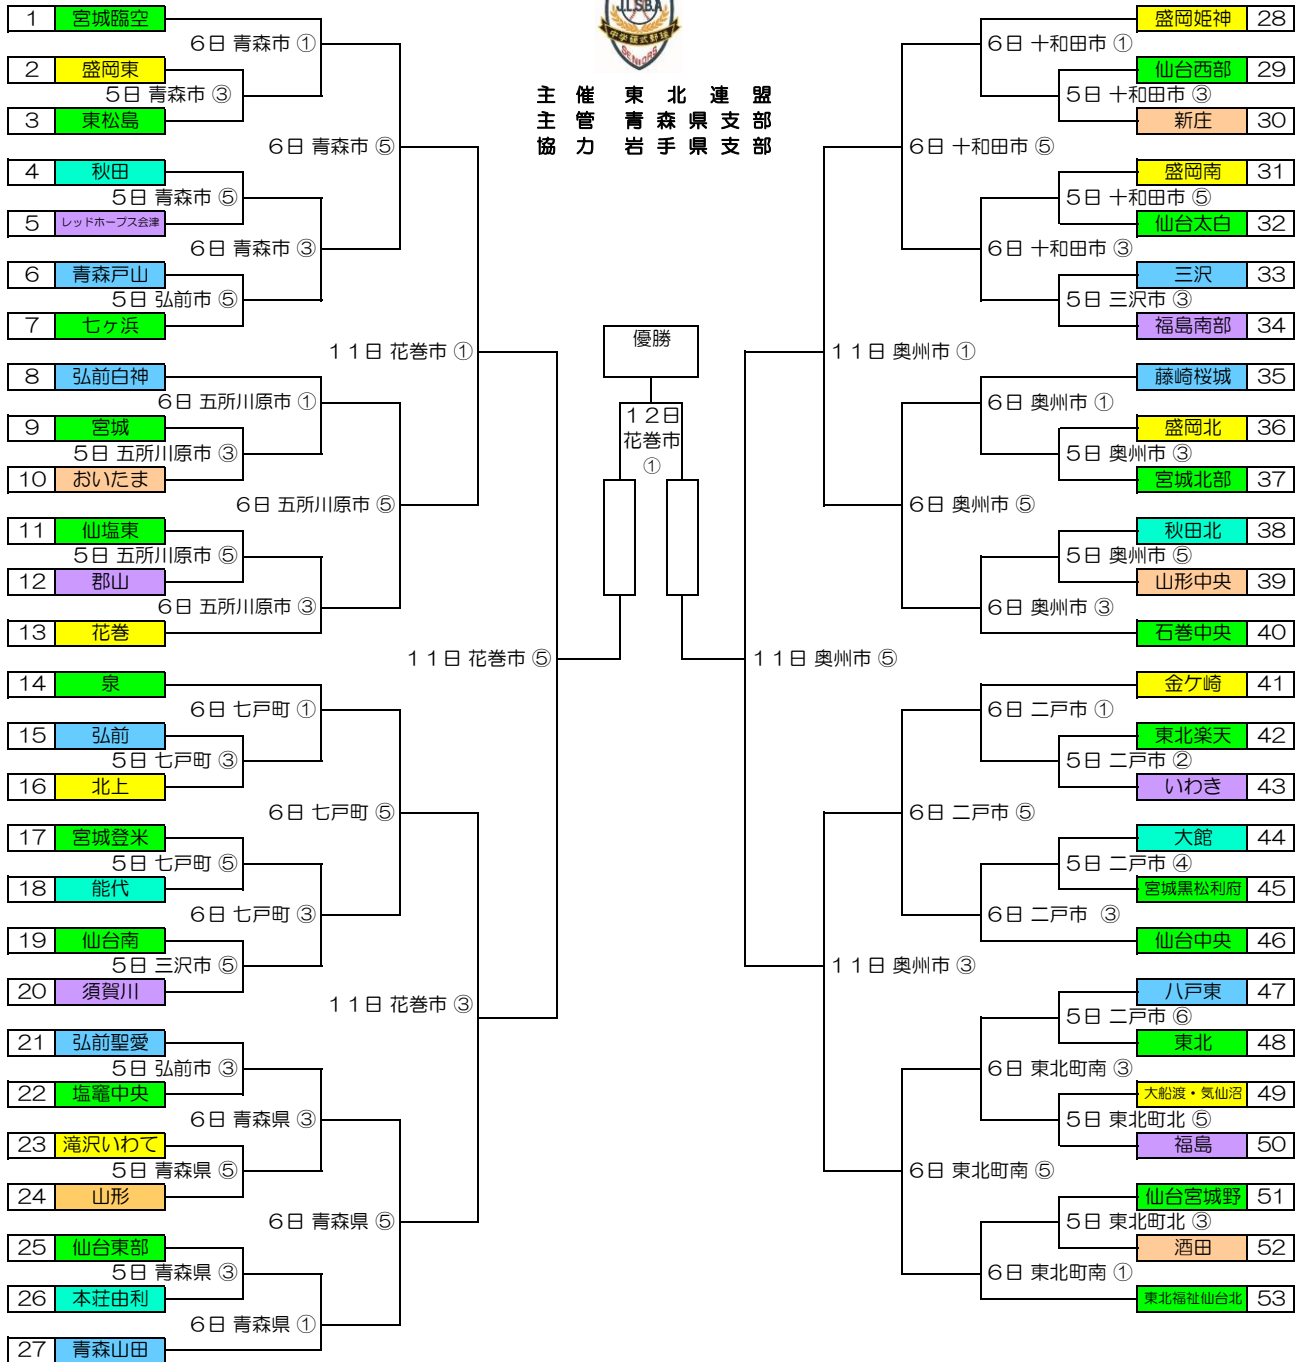 J.L.S.B.A
中学硬式野球
SENIORS
主催 東北連盟
主管 青森県支部
協力 岩手県支部
1 宮城臨空
6日 青森市 ①
2 盛岡東
5日 青森市 ③
3 東松島
6日 青森市 ⑤
4 秋田
5日 青森市 ⑤
5 レッドホープス会津
6日 青森市 ③
6 青森戸山
5日 弘前市 ⑤
7 七ヶ浜
11日 花巻市 ①
8 弘前白神
6日 五所川原市 ①
9 宮城
5日 五所川原市 ③
10 おいたま
6日 五所川原市 ⑤
11 仙塩東
5日 五所川原市 ⑤
12 郡山
6日 五所川原市 ③
13 花巻
11日 花巻市 ⑤
14 泉
6日 七戸町 ①
15 弘前
5日 七戸町 ③
16 北上
6日 七戸町 ⑤
17 宮城登米
5日 七戸町 ⑤
18 能代
6日 七戸町 ③
19 仙台南
5日 三沢市 ⑤
20 須賀川
11日 花巻市 ③
21 弘前聖愛
5日 弘前市 ③
22 塩竈中央
6日 青森県 ③
23 滝沢いわて
5日 青森県 ⑤
24 山形
6日 青森県 ⑤
25 仙台東部
5日 青森県 ③
26 本荘由利
6日 青森県 ①
27 青森山田
優勝
12日
花巻市
①
盛岡姫神 28
6日 十和田市 ①
仙台西部 29
5日 十和田市 ③
新庄 30
6日 十和田市 ⑤
盛岡南 31
5日 十和田市 ⑤
仙台太白 32
6日 十和田市 ③
三沢 33
5日 三沢市 ③
福島南部 34
11日 奥州市 ①
藤崎桜城 35
6日 奥州市 ①
盛岡北 36
5日 奥州市 ③
宮城北部 37
6日 奥州市 ⑤
秋田北 38
5日 奥州市 ⑤
山形中央 39
6日 奥州市 ③
石巻中央 40
11日 奥州市 ⑤
金ケ崎 41
6日 二戸市 ①
東北楽天 42
5日 二戸市 ②
いわき 43
6日 二戸市 ⑤
大館 44
5日 二戸市 ④
宮城黒松利府 45
6日 二戸市 ③
仙台中央 46
11日 奥州市 ③
八戸東 47
5日 二戸市 ⑥
東北 48
6日 東北町南 ③
大船渡・気仙沼 49
5日 東北町北 ⑤
福島 50
6日 東北町南 ⑤
仙台宮城野 51
5日 東北町北 ③
酒田 52
6日 東北町南 ①
東北福祉仙台北 53